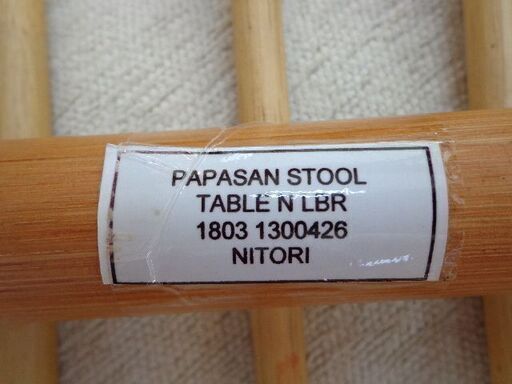 PAPASAN STOOL
TABLE N LBR
1803 1300426
NITORI